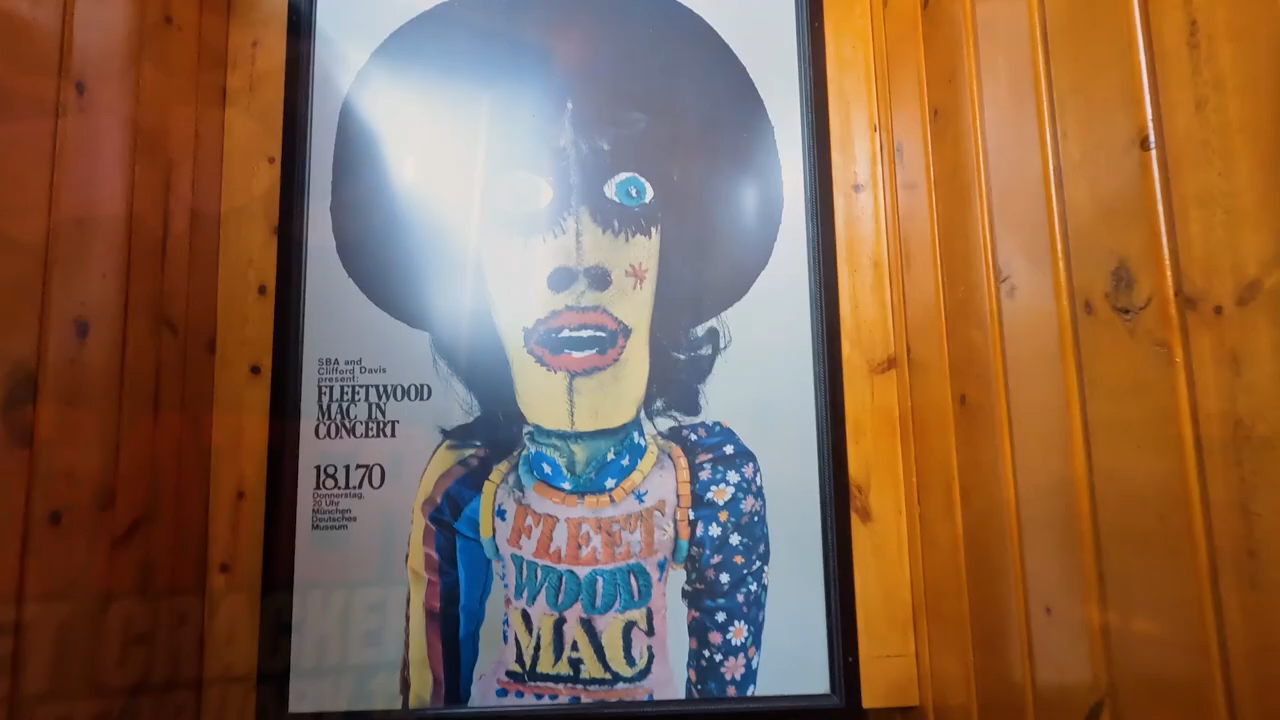 SBA and
Clifford Davis
present:
FLEETWOOD
MAC IN
CONCERT
18.1.70
Donnerstag,
20 Uhr
München
Deutsches
Museum
FLEET
WOOD
MAC